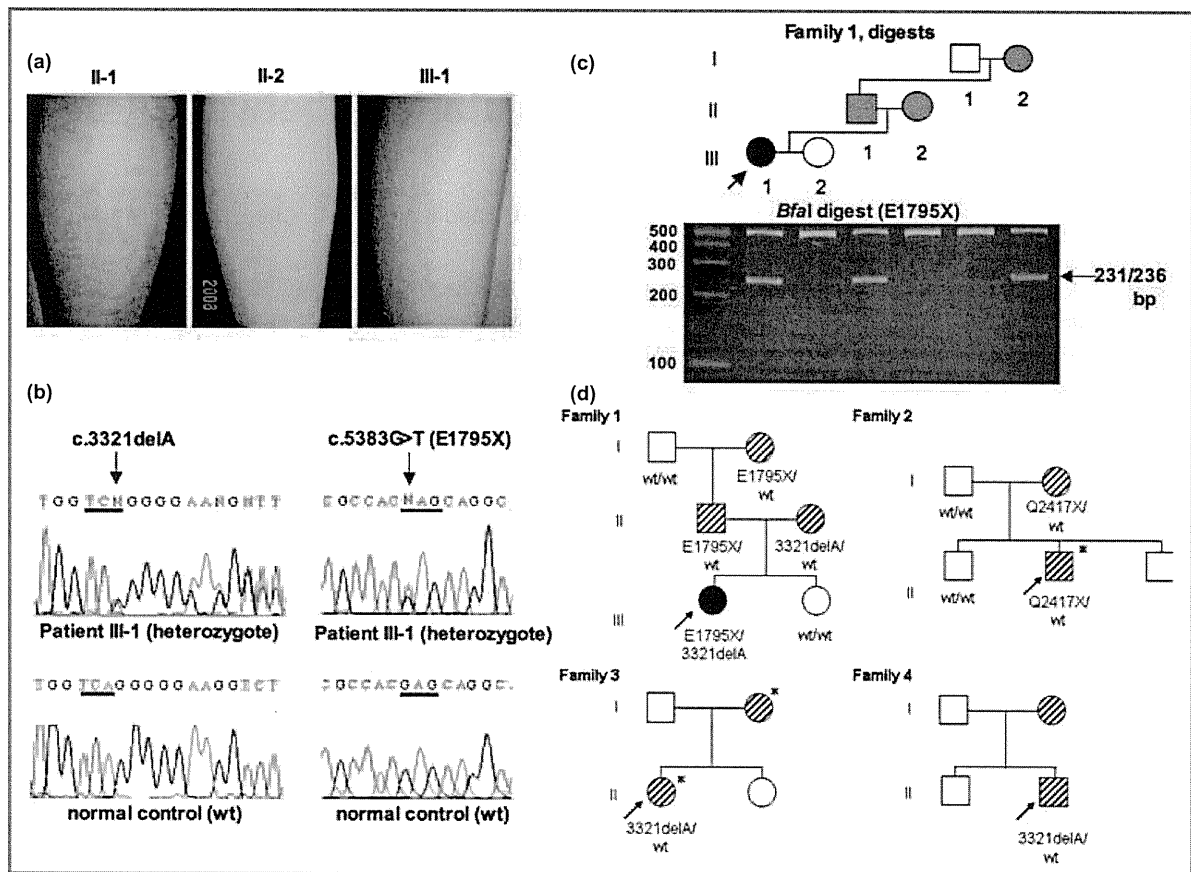 (a)
II-1 II-2 III-1
2008
(b)
c.3321delA c.5383G>T (E1795X)
T G G T C N G G G G A A N G N T T
C G C C A C N A G C A G G C
Patient III-1 (heterozygote) Patient III-1 (heterozygote)
G G T C A G G G G G A A G G
C G C C A C G A G C A G G C
normal control (wt) normal control (wt)
(c)
Family 1, digests
I
1 2
II
1 2
III
1 2
BfaI digest (E1795X)
500
400
300
200
100
231/236
bp
(d)
Family 1
I
wt/wt
E1795X/
wt
II
E1795X/
wt
3321delA/
wt
III
E1795X/
3321delA
wt/wt
Family 2
I
wt/wt
Q2417X/
wt
II
wt/wt
*
Q2417X/
wt
Family 3
I
*
II
*
3321delA/
wt
Family 4
I
II
3321delA/
wt